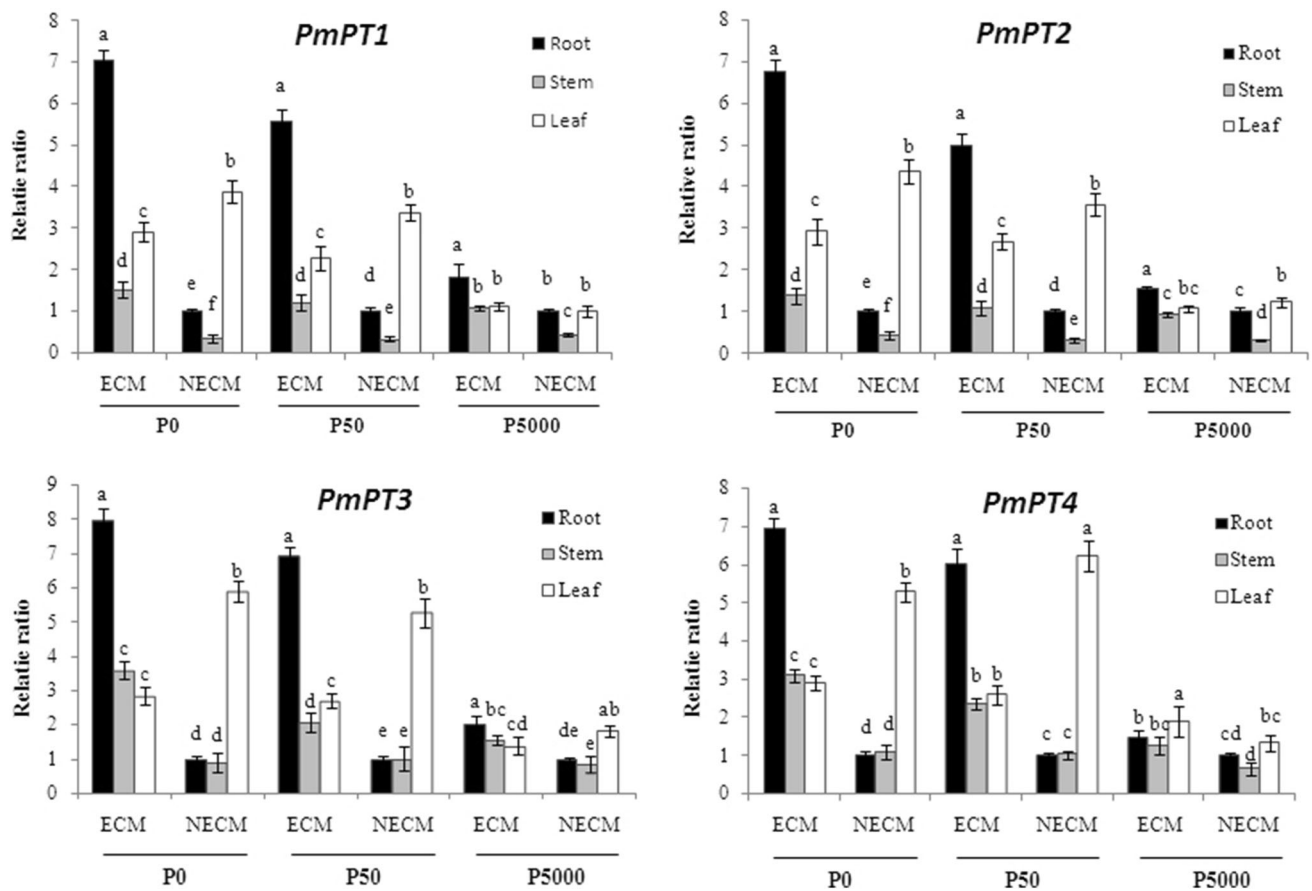 PmPT1
Relatie ratio
8
7
6
5
4
3
2
1
0
Root
Stem
Leaf
a
d
c
e
f
b
a
d
c
d
e
b
a
b
b
b
c
b
ECM
NECM
ECM
NECM
ECM
NECM
P0
P50
P5000
PmPT2
Relative ratio
8
7
6
5
4
3
2
1
0
Root
Stem
Leaf
a
d
c
e
f
b
a
d
c
d
e
b
a
c
bc
c
d
b
ECM
NECM
ECM
NECM
ECM
NECM
P0
P50
P5000
PmPT3
Relatie ratio
9
8
7
6
5
4
3
2
1
0
Root
Stem
Leaf
a
c
c
d
d
b
a
d
c
e
e
b
a
bc
cd
de
e
ab
ECM
NECM
ECM
NECM
ECM
NECM
P0
P50
P5000
PmPT4
Relatie ratio
8
7
6
5
4
3
2
1
0
Root
Stem
Leaf
a
c
c
d
d
b
a
b
b
c
c
a
b
bc
a
cd
d
bc
ECM
NECM
ECM
NECM
ECM
NECM
P0
P50
P5000